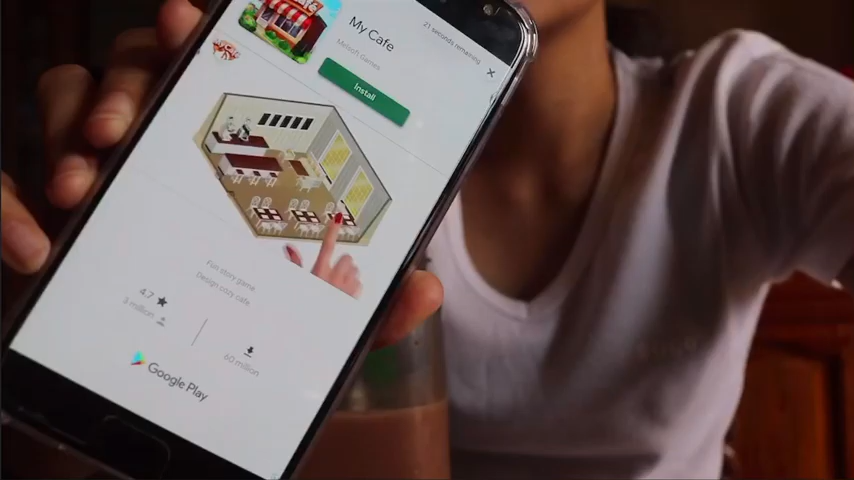 My Cafe
21 seconds remaining
Melsoft Games
Install
Fun story game
Design cozy cafe
4.7 ★
3 million
60 million
Google Play